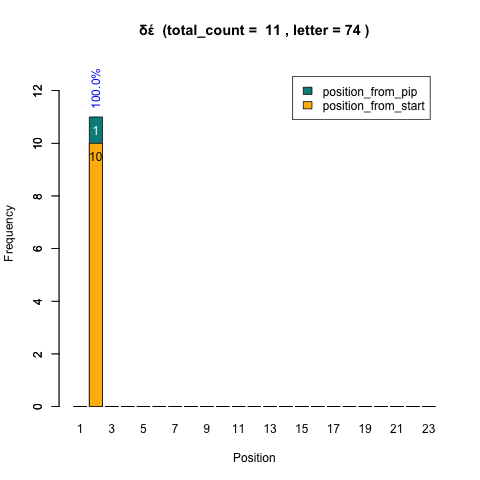 δέ (total_count = 11 , letter = 74 )
position_from_pip
position_from_start
100.0%
1
10
Frequency
0
2
4
6
8
10
12
1 3 5 7 9 11 13 15 17 19 21 23
Position